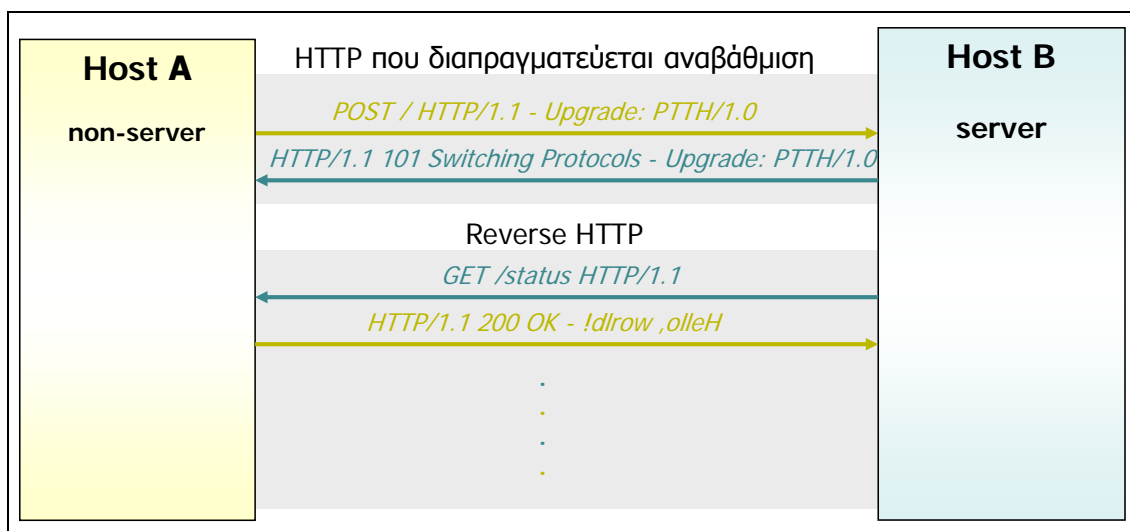 Host A
non-server
HTTP που διαπραγματεύεται αναβάθμιση
POST / HTTP/1.1 - Upgrade: PTTH/1.0
HTTP/1.1 101 Switching Protocols - Upgrade: PTTH/1.0
Reverse HTTP
GET /status HTTP/1.1
HTTP/1.1 200 OK - !dlrow ,olleH
.
.
.
.
Host B
server